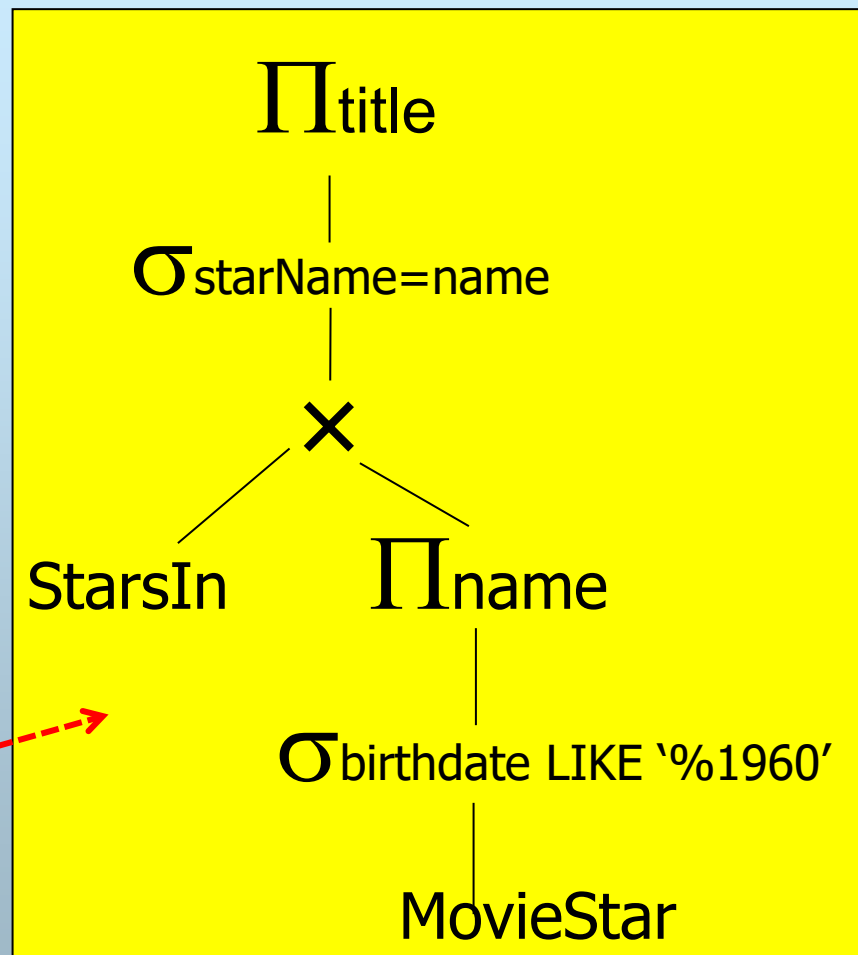 Πtitle
σstarName=name
×
StarsIn Πname
σbirthdate LIKE ‘%1960’
MovieStar